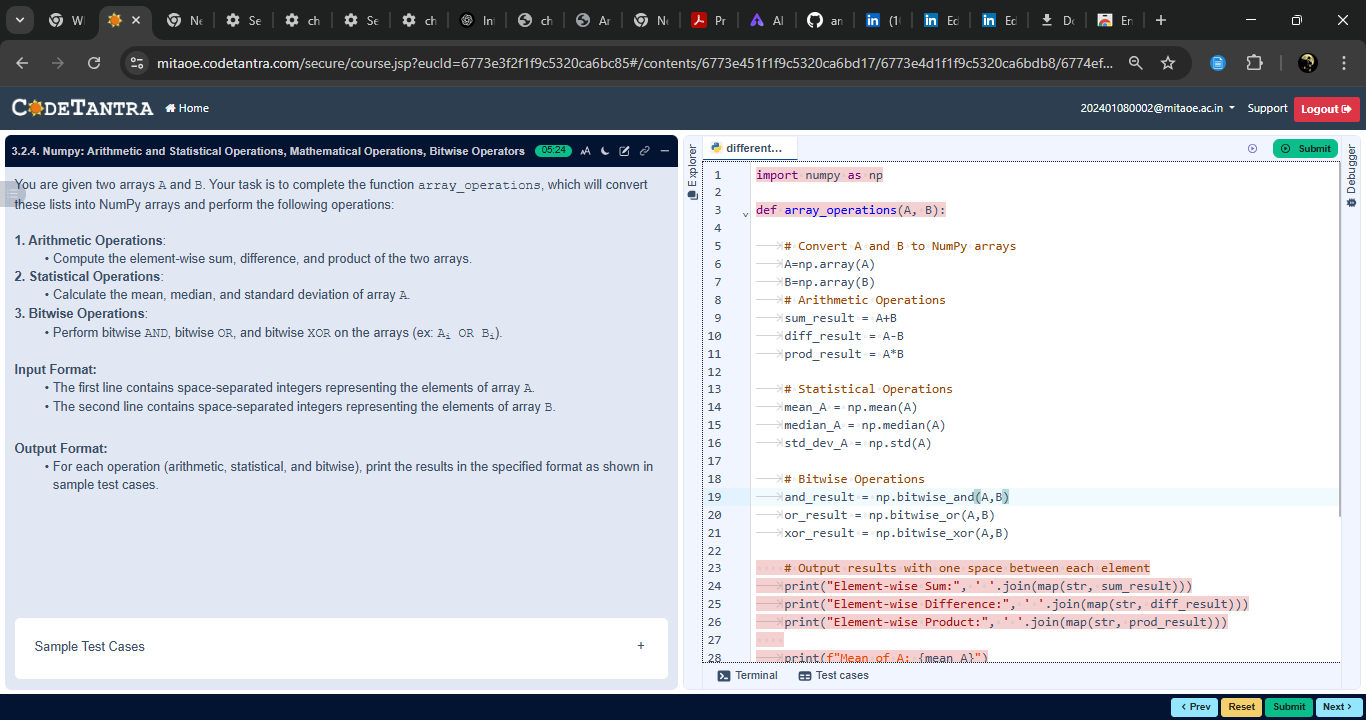 W
Ne
Se
ch
Se
ch
In
ch
Ar
Ne
Pr
AI
an
(1(
Ed
Ed
Do
En
mitaoe.codetantra.com/secure/course.jsp?eucId=6773e3f2f1f9c5320ca6bc85#/contents/6773e451f1f9c5320ca6bd17/6773e4d1f1f9c5320ca6bdb8/6774ef...
CODETANTRA
Home
202401080002@mitaoe.ac.in
Support
Logout
3.2.4. Numpy: Arithmetic and Statistical Operations, Mathematical Operations, Bitwise Operators
05:24
You are given two arrays A and B. Your task is to complete the function array_operations, which will convert
these lists into NumPy arrays and perform the following operations:
1. Arithmetic Operations:
• Compute the element-wise sum, difference, and product of the two arrays.
2. Statistical Operations:
• Calculate the mean, median, and standard deviation of array A.
3. Bitwise Operations:
• Perform bitwise AND, bitwise OR, and bitwise XOR on the arrays (ex: Ai OR Bi).
Input Format:
• The first line contains space-separated integers representing the elements of array A.
• The second line contains space-separated integers representing the elements of array B.
Output Format:
• For each operation (arithmetic, statistical, and bitwise), print the results in the specified format as shown in
sample test cases.
Sample Test Cases
+
Explorer
different...
Submit
Debugger
1 import numpy as np
2
3 def array_operations(A, B):
4
5 # Convert A and B to NumPy arrays
6 A=np.array(A)
7 B=np.array(B)
8 # Arithmetic Operations
9 sum_result = A+B
10 diff_result = A-B
11 prod_result = A*B
12
13 # Statistical Operations
14 mean_A = np.mean(A)
15 median_A = np.median(A)
16 std_dev_A = np.std(A)
17
18 # Bitwise Operations
19 and_result = np.bitwise_and(A,B)
20 or_result = np.bitwise_or(A,B)
21 xor_result = np.bitwise_xor(A,B)
22
23 # Output results with one space between each element
24 print("Element-wise Sum:", ' '.join(map(str, sum_result)))
25 print("Element-wise Difference:", ' '.join(map(str, diff_result)))
26 print("Element-wise Product:", ' '.join(map(str, prod_result)))
27
28 print(f"Mean of A: {mean_A}")
Terminal
Test cases
< Prev
Reset
Submit
Next >